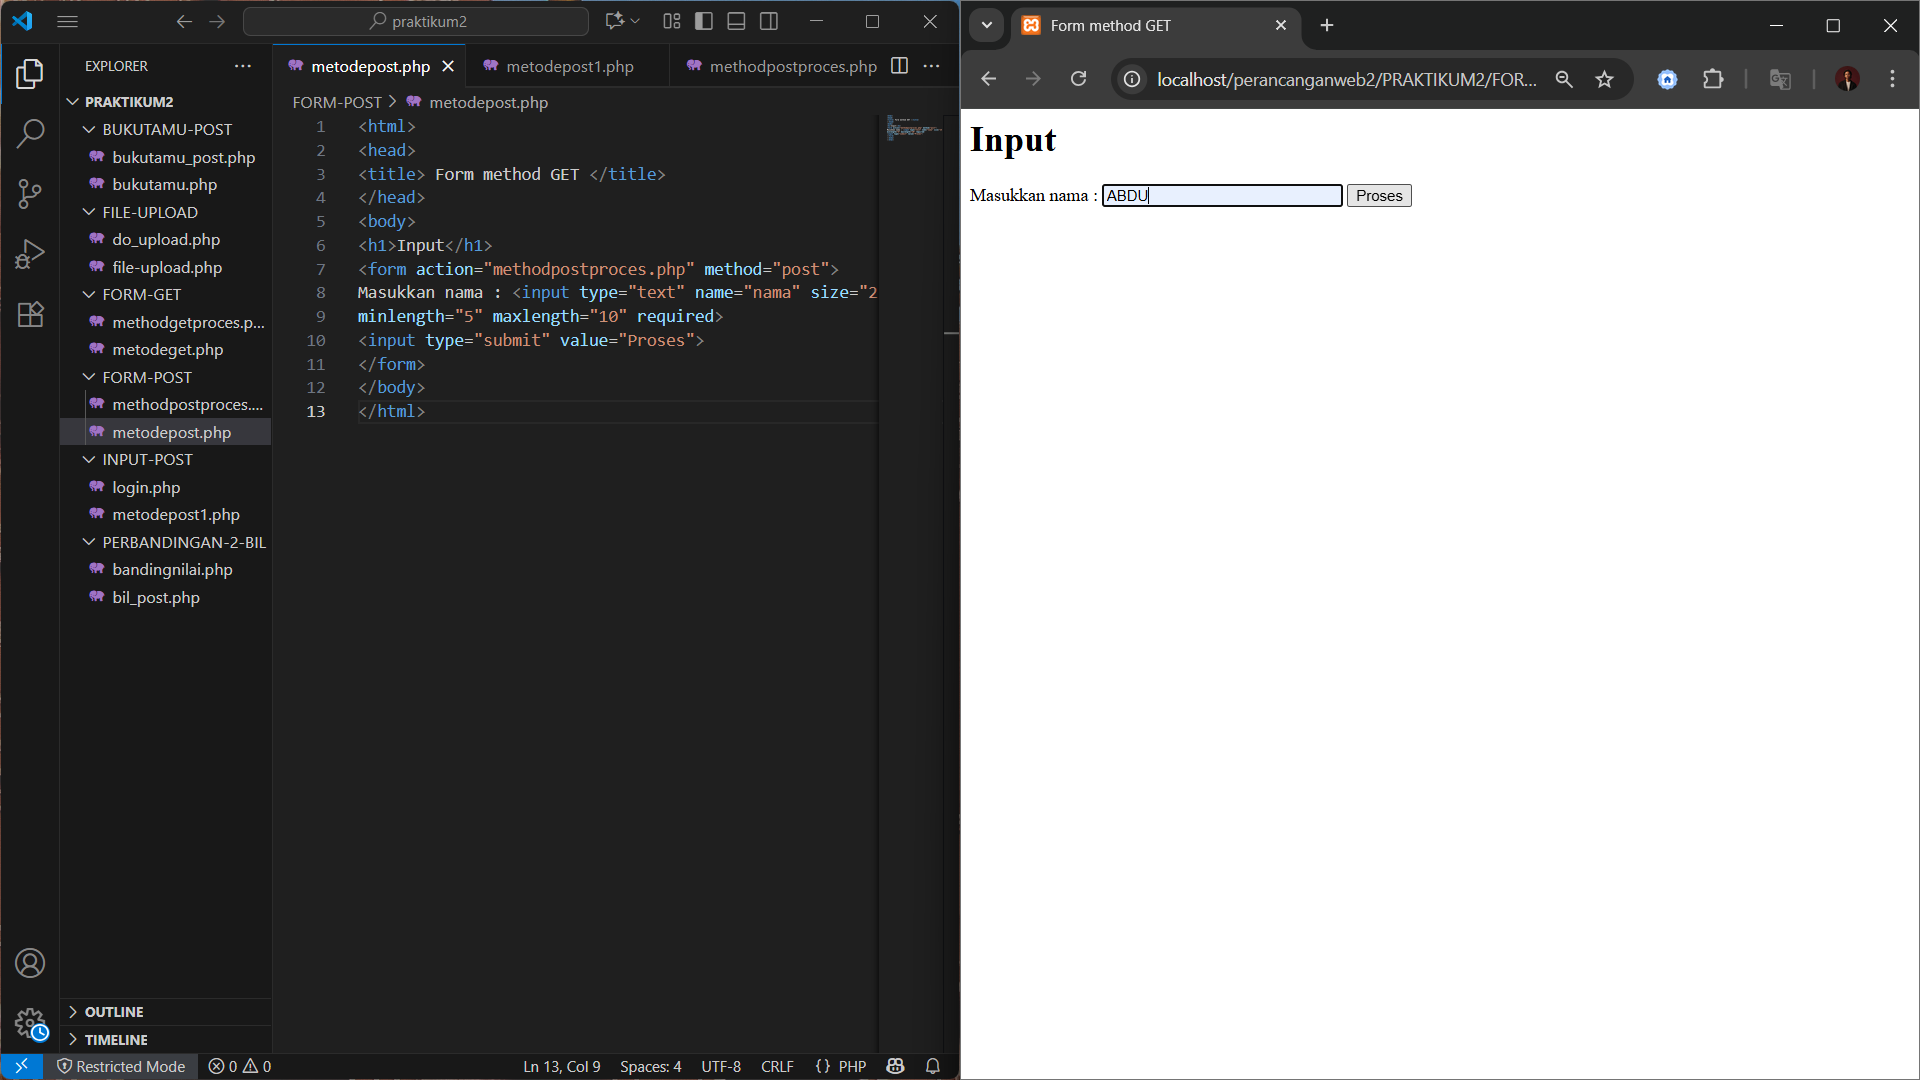 praktikum2
EXPLORER
PRAKTIKUM2
BUKUTAMU-POST
bukutamu_post.php
bukutamu.php
FILE-UPLOAD
do_upload.php
file-upload.php
FORM-GET
methodgetproces.p...
metodeget.php
FORM-POST
methodpostproces....
metodepost.php
INPUT-POST
login.php
metodepost1.php
PERBANDINGAN-2-BIL
bandingnilai.php
bil_post.php
OUTLINE
TIMELINE
metodepost.php
metodepost1.php
methodpostproces.php
FORM-POST > metodepost.php
1 <html>
2 <head>
3 <title> Form method GET </title>
4 </head>
5 <body>
6 <h1>Input</h1>
7 <form action="methodpostproces.php" method="post">
8 Masukkan nama : <input type="text" name="nama" size="2
9 minlength="5" maxlength="10" required>
10 <input type="submit" value="Proses">
11 </form>
12 </body>
13 </html>
Restricted Mode 0 0 Ln 13, Col 9 Spaces: 4 UTF-8 CRLF {} PHP
Form method GET
localhost/perancanganweb2/PRAKTIKUM2/FOR...
Input
Masukkan nama : ABDU Proses